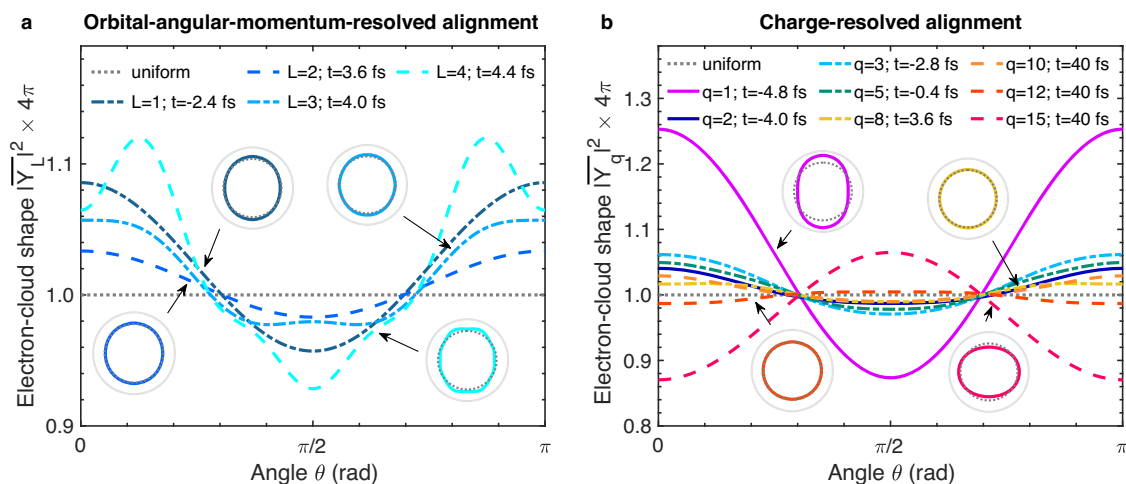 a Orbital-angular-momentum-resolved alignment
uniform
L=1; t=-2.4 fs
L=2; t=3.6 fs
L=3; t=4.0 fs
L=4; t=4.4 fs
Electron-cloud shape |Y_L|² × 4π
1.1
1.0
0.9
0
π/2
π
Angle θ (rad)
b Charge-resolved alignment
uniform
q=1; t=-4.8 fs
q=2; t=-4.0 fs
q=3; t=-2.8 fs
q=5; t=-0.4 fs
q=8; t=3.6 fs
q=10; t=40 fs
q=12; t=40 fs
q=15; t=40 fs
Electron-cloud shape |Y_q|² × 4π
1.3
1.2
1.1
1.0
0.9
0.8
0
π/2
π
Angle θ (rad)